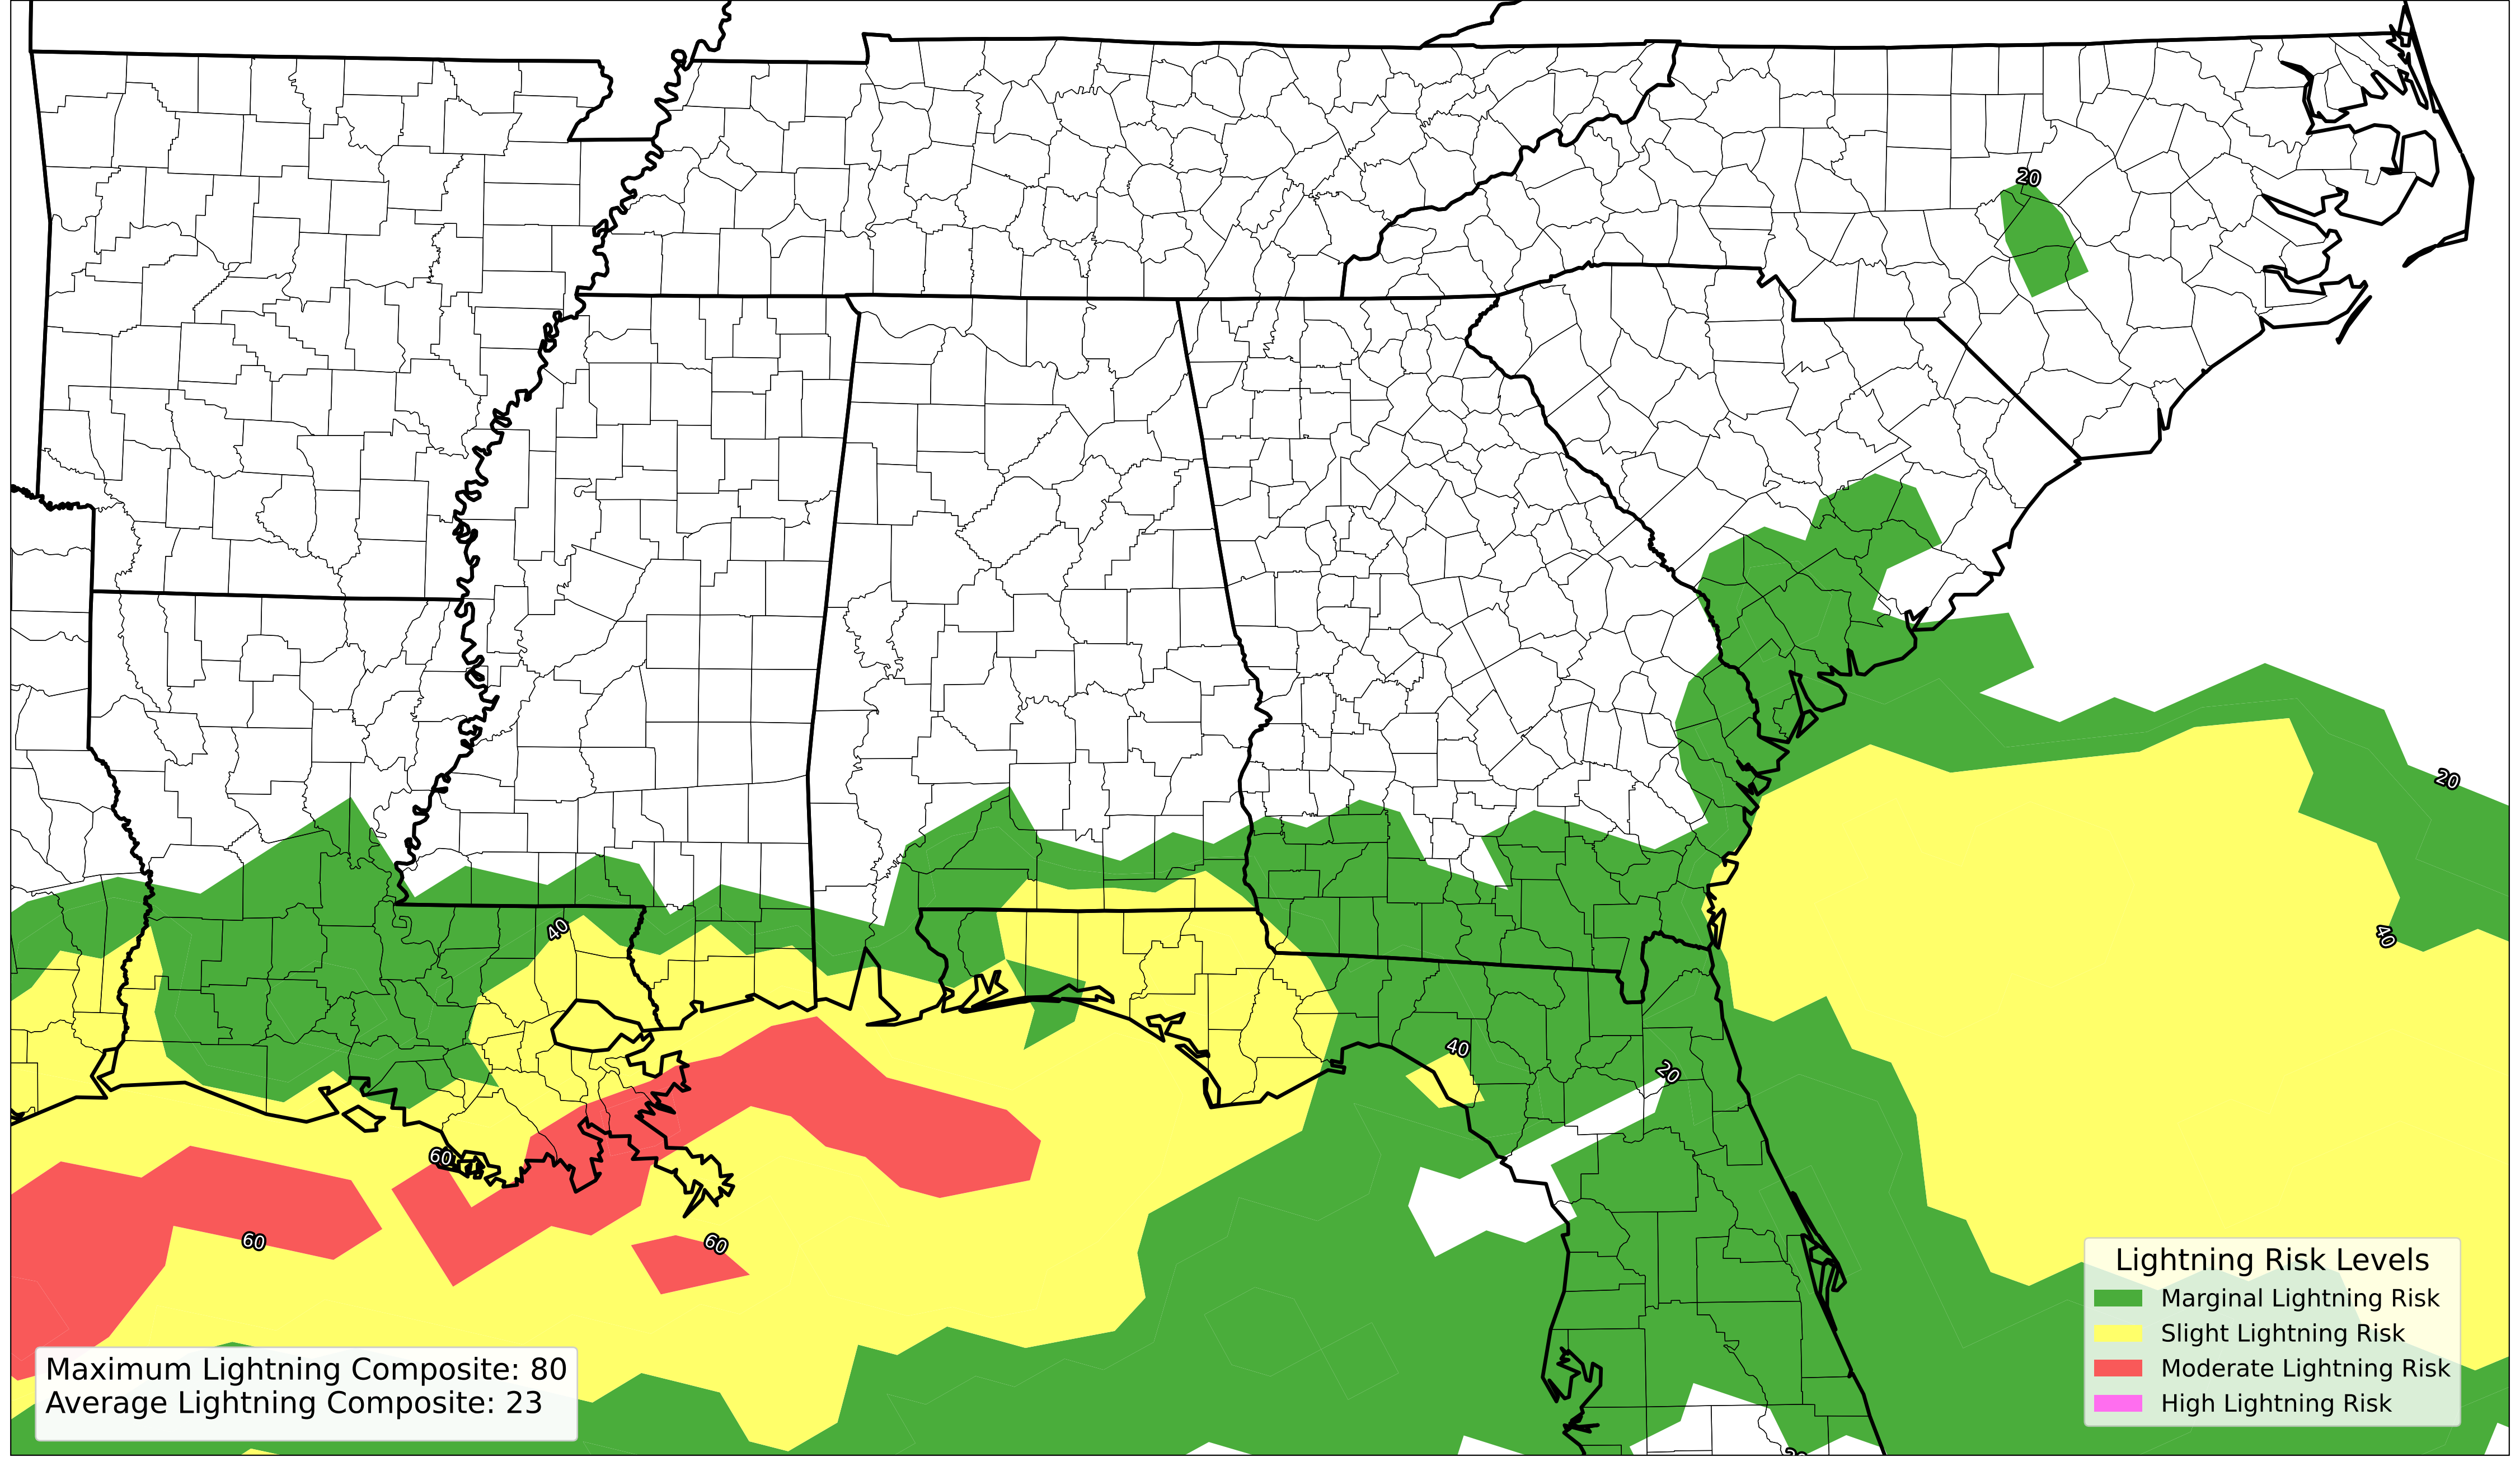 20
20
40
40
40
20
60
60
60
Lightning Risk Levels
Marginal Lightning Risk
Slight Lightning Risk
Moderate Lightning Risk
High Lightning Risk
Maximum Lightning Composite: 80
Average Lightning Composite: 23